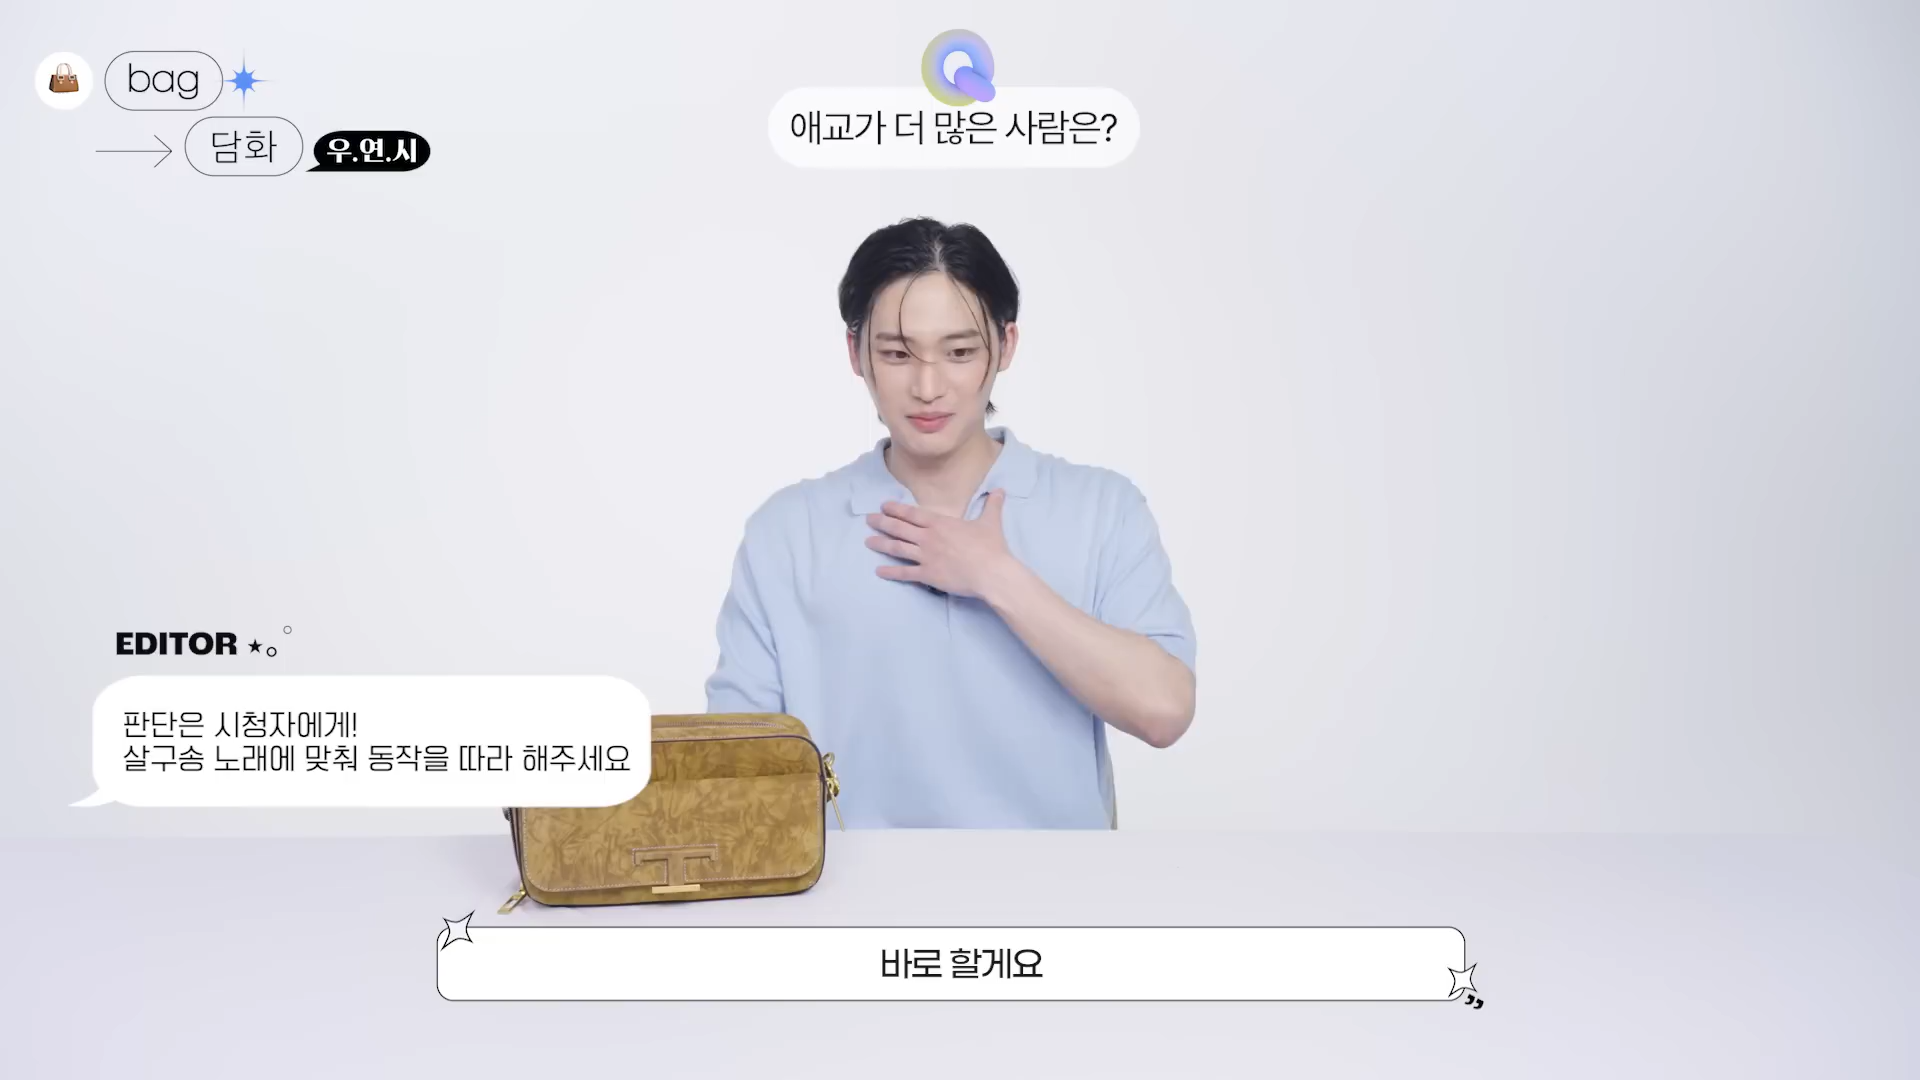 bag
담화
우.연.시
Q
애교가 더 많은 사람은?
EDITOR
판단은 시청자에게!
살구송 노래에 맞춰 동작을 따라 해주세요
T
바로 할게요